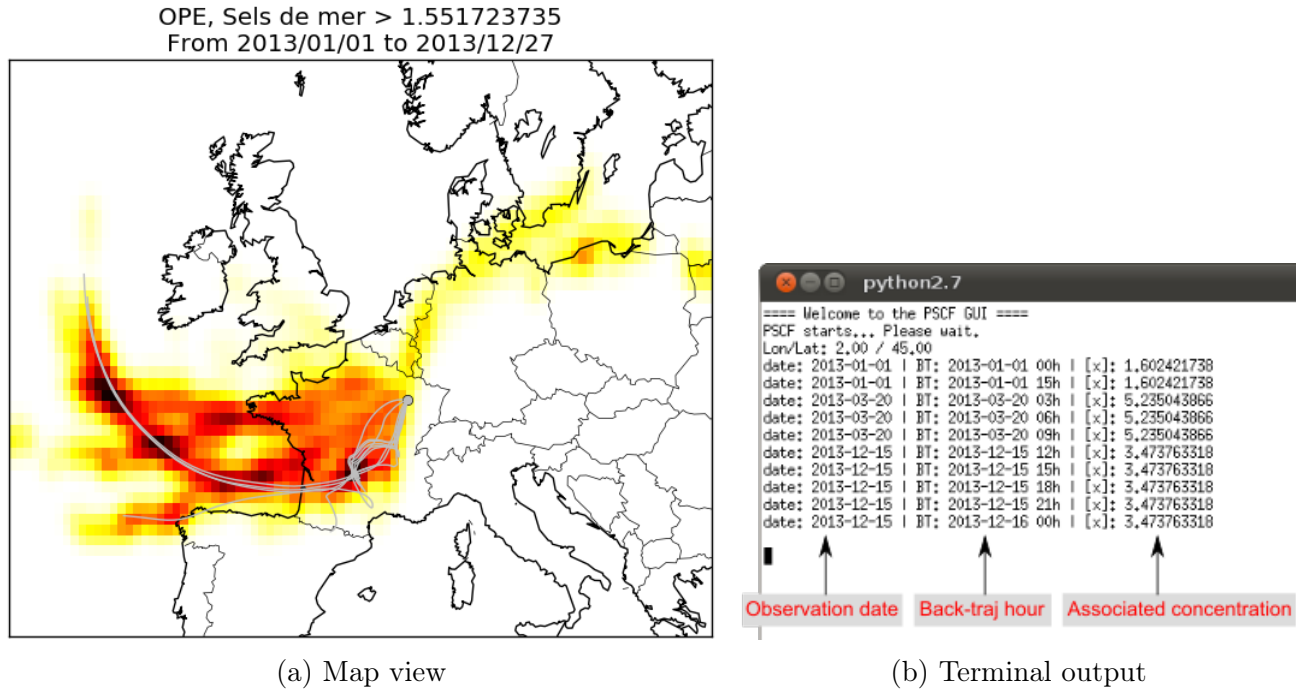 OPE, Sels de mer > 1.551723735
From 2013/01/01 to 2013/12/27
python2.7
==== Welcome to the PSCF GUI ====
PSCF starts... Please wait.
Lon/Lat: 2.00 / 45.00
date: 2013-01-01 | BT: 2013-01-01 00h | [x]: 1.602421738
date: 2013-01-01 | BT: 2013-01-01 15h | [x]: 1.602421738
date: 2013-03-20 | BT: 2013-03-20 03h | [x]: 5.235043866
date: 2013-03-20 | BT: 2013-03-20 06h | [x]: 5.235043866
date: 2013-03-20 | BT: 2013-03-20 09h | [x]: 5.235043866
date: 2013-12-15 | BT: 2013-12-15 12h | [x]: 3.473763318
date: 2013-12-15 | BT: 2013-12-15 15h | [x]: 3.473763318
date: 2013-12-15 | BT: 2013-12-15 18h | [x]: 3.473763318
date: 2013-12-15 | BT: 2013-12-15 21h | [x]: 3.473763318
date: 2013-12-15 | BT: 2013-12-16 00h | [x]: 3.473763318
Observation date
Back-traj hour
Associated concentration
(a) Map view
(b) Terminal output